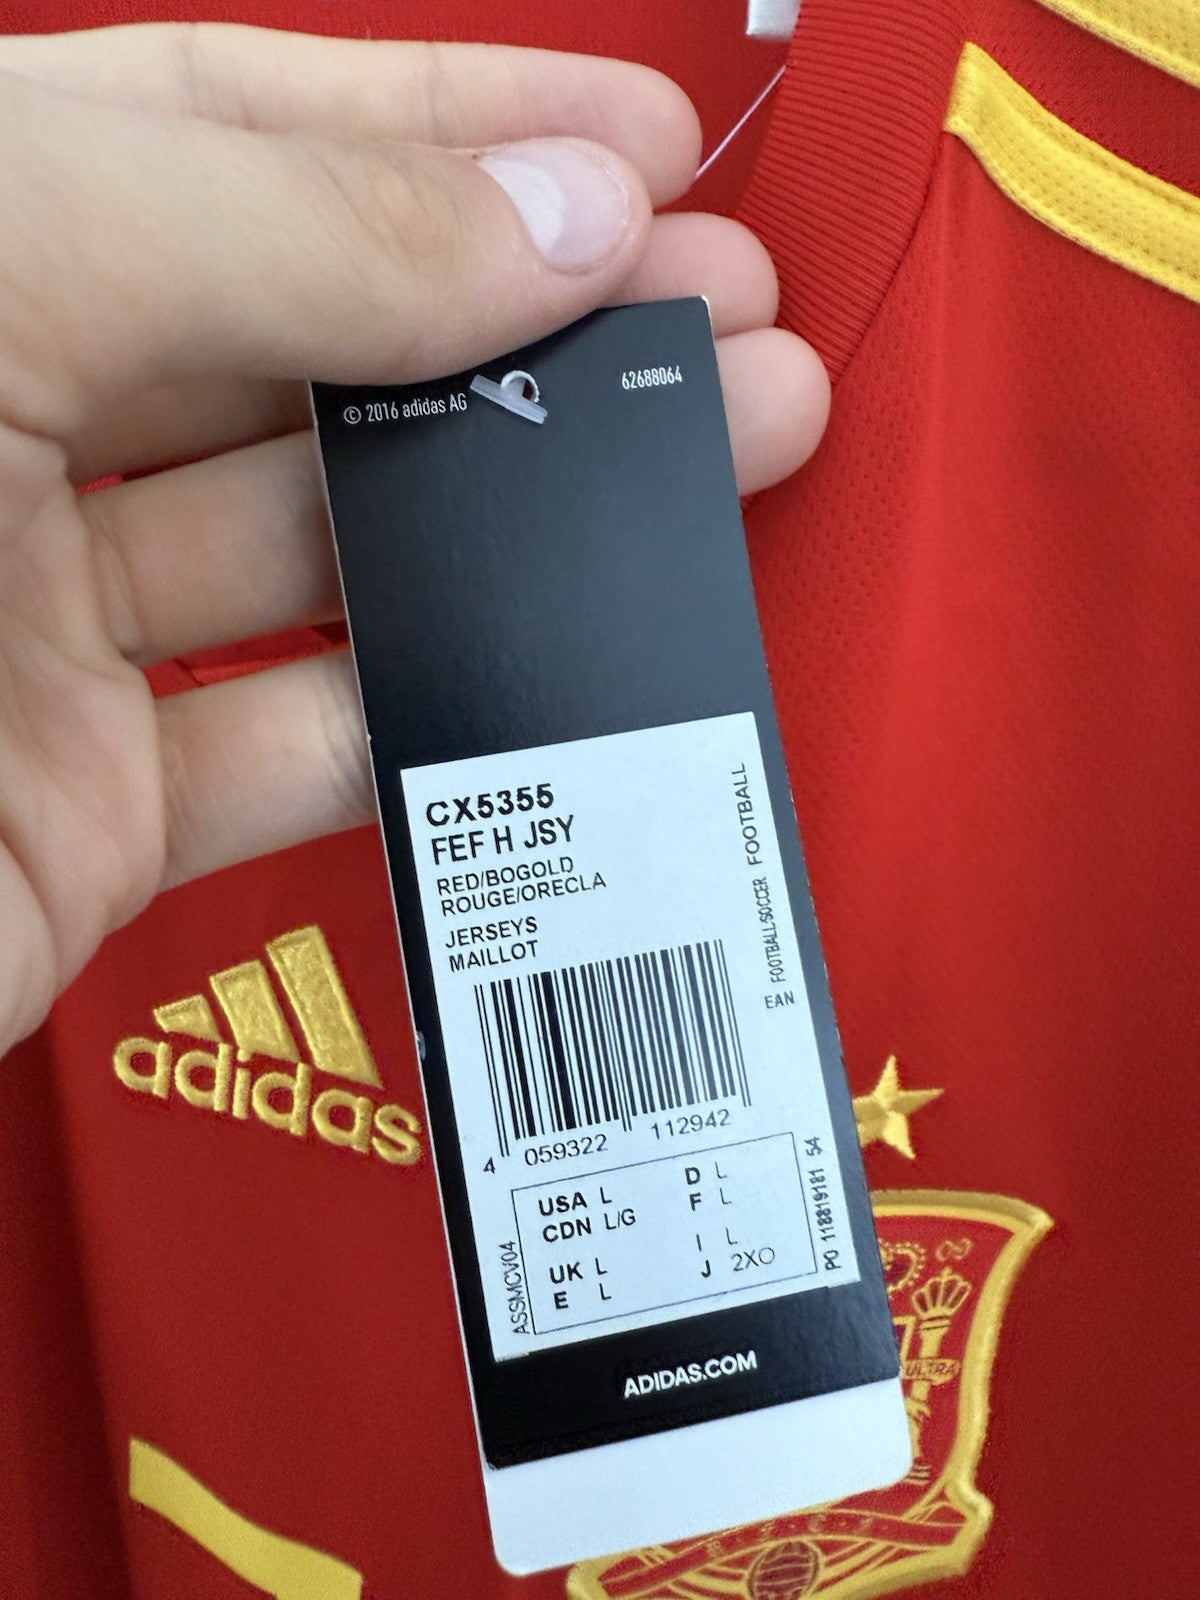 © 2016 adidas AG
62688064
CX5355
FEF H JSY
RED/BOGOLD
ROUGE/ORECLA
JERSEYS
MAILLOT
FOOTBALL/SOCCER FOOTBALL
EAN
4 059322 112942
USA L
CDN L/G
UK L
E L
D L
F L
I L
J 2XO
ASSMCV04
PO 118819181 54
ADIDAS.COM
adidas
ULTRA